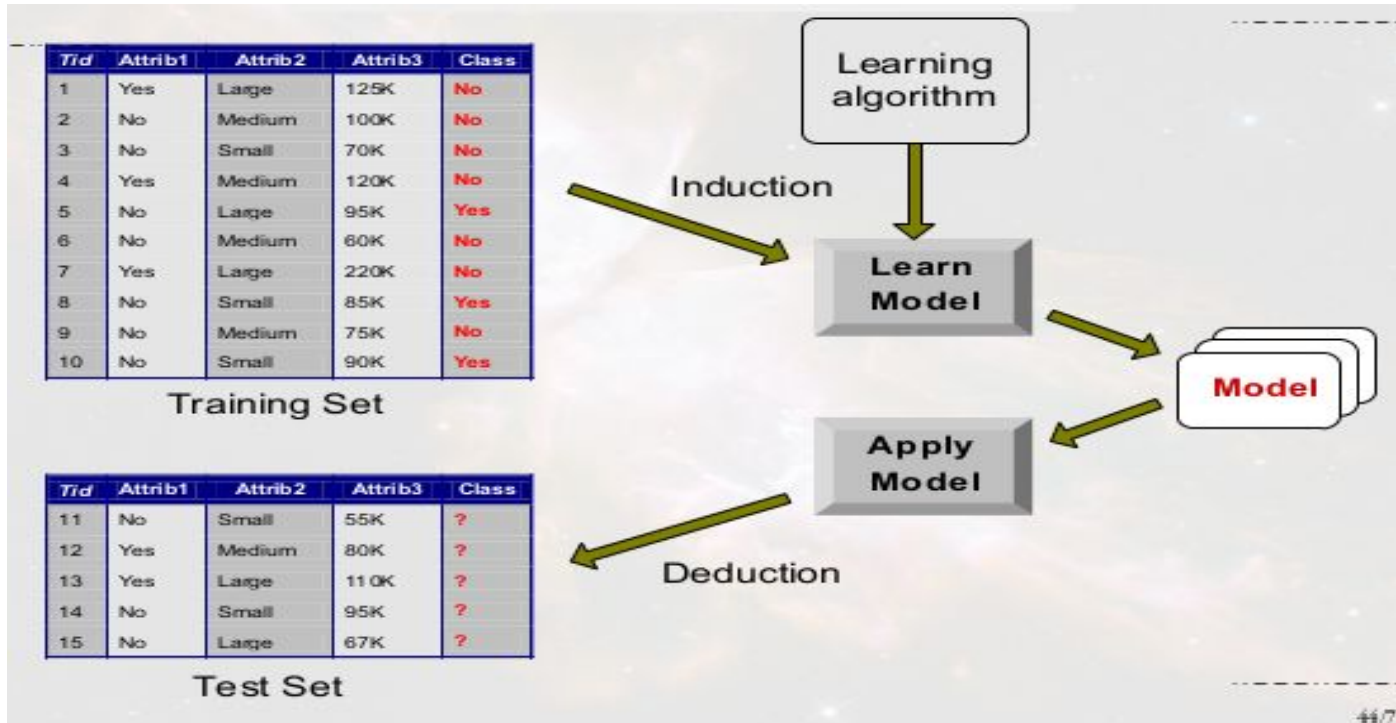 Tid Attrib1 Attrib2 Attrib3 Class
1 Yes Large 125K No
2 No Medium 100K No
3 No Small 70K No
4 Yes Medium 120K No
5 No Large 95K Yes
6 No Medium 60K No
7 Yes Large 220K No
8 No Small 85K Yes
9 No Medium 75K No
10 No Small 90K Yes
Training Set
Learning
algorithm
Induction
Learn
Model
Model
Apply
Model
Deduction
Tid Attrib1 Attrib2 Attrib3 Class
11 No Small 55K ?
12 Yes Medium 80K ?
13 Yes Large 110K ?
14 No Small 95K ?
15 No Large 67K ?
Test Set